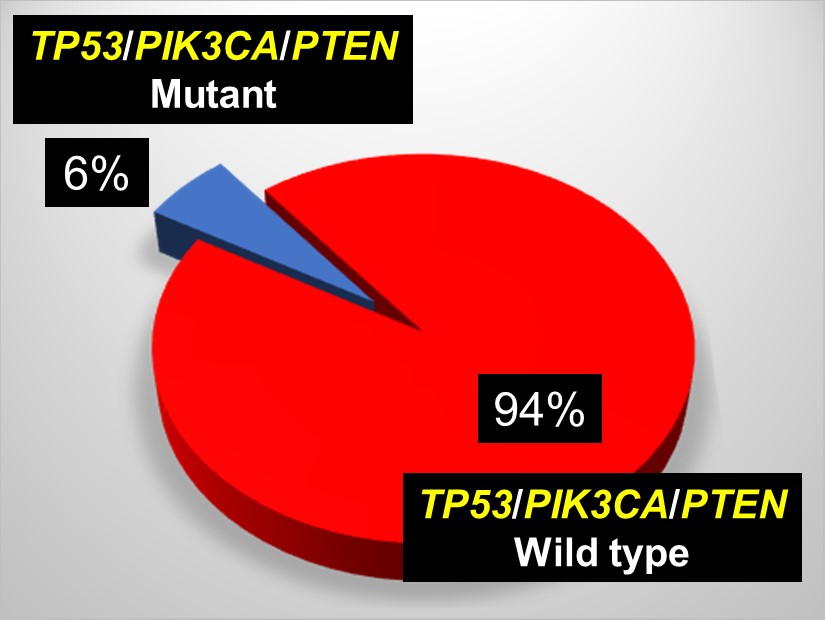 TP53/PIK3CA/PTEN
Mutant
6%
94%
TP53/PIK3CA/PTEN
Wild type